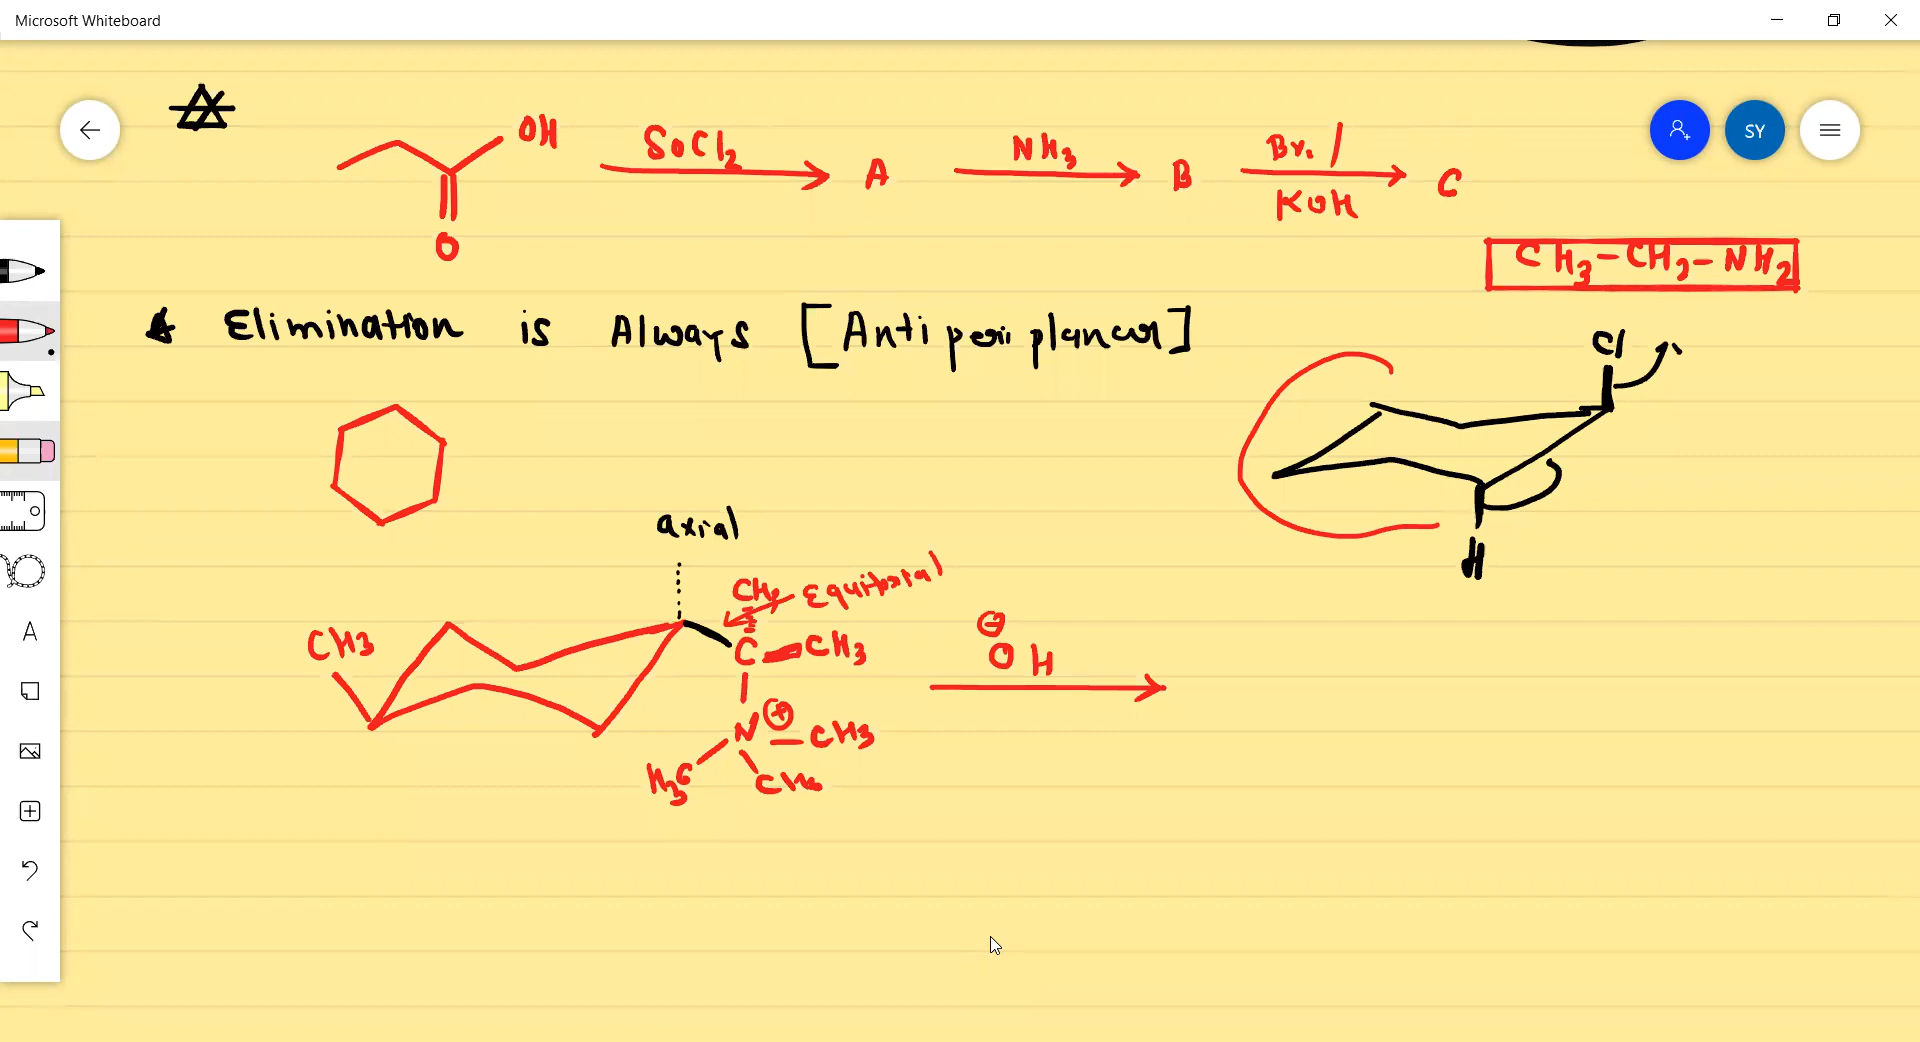 Microsoft Whiteboard
SY
OH
O
SOCl2 A NH3 B Br2 / KOH C
CH3-CH2-NH2
Elimination is Always [Anti peri planar]
Cl
H
axial
Equitorial
CH3
CH3
C CH3
N ⊕ CH3
H3C CH3
⊖
OH
A